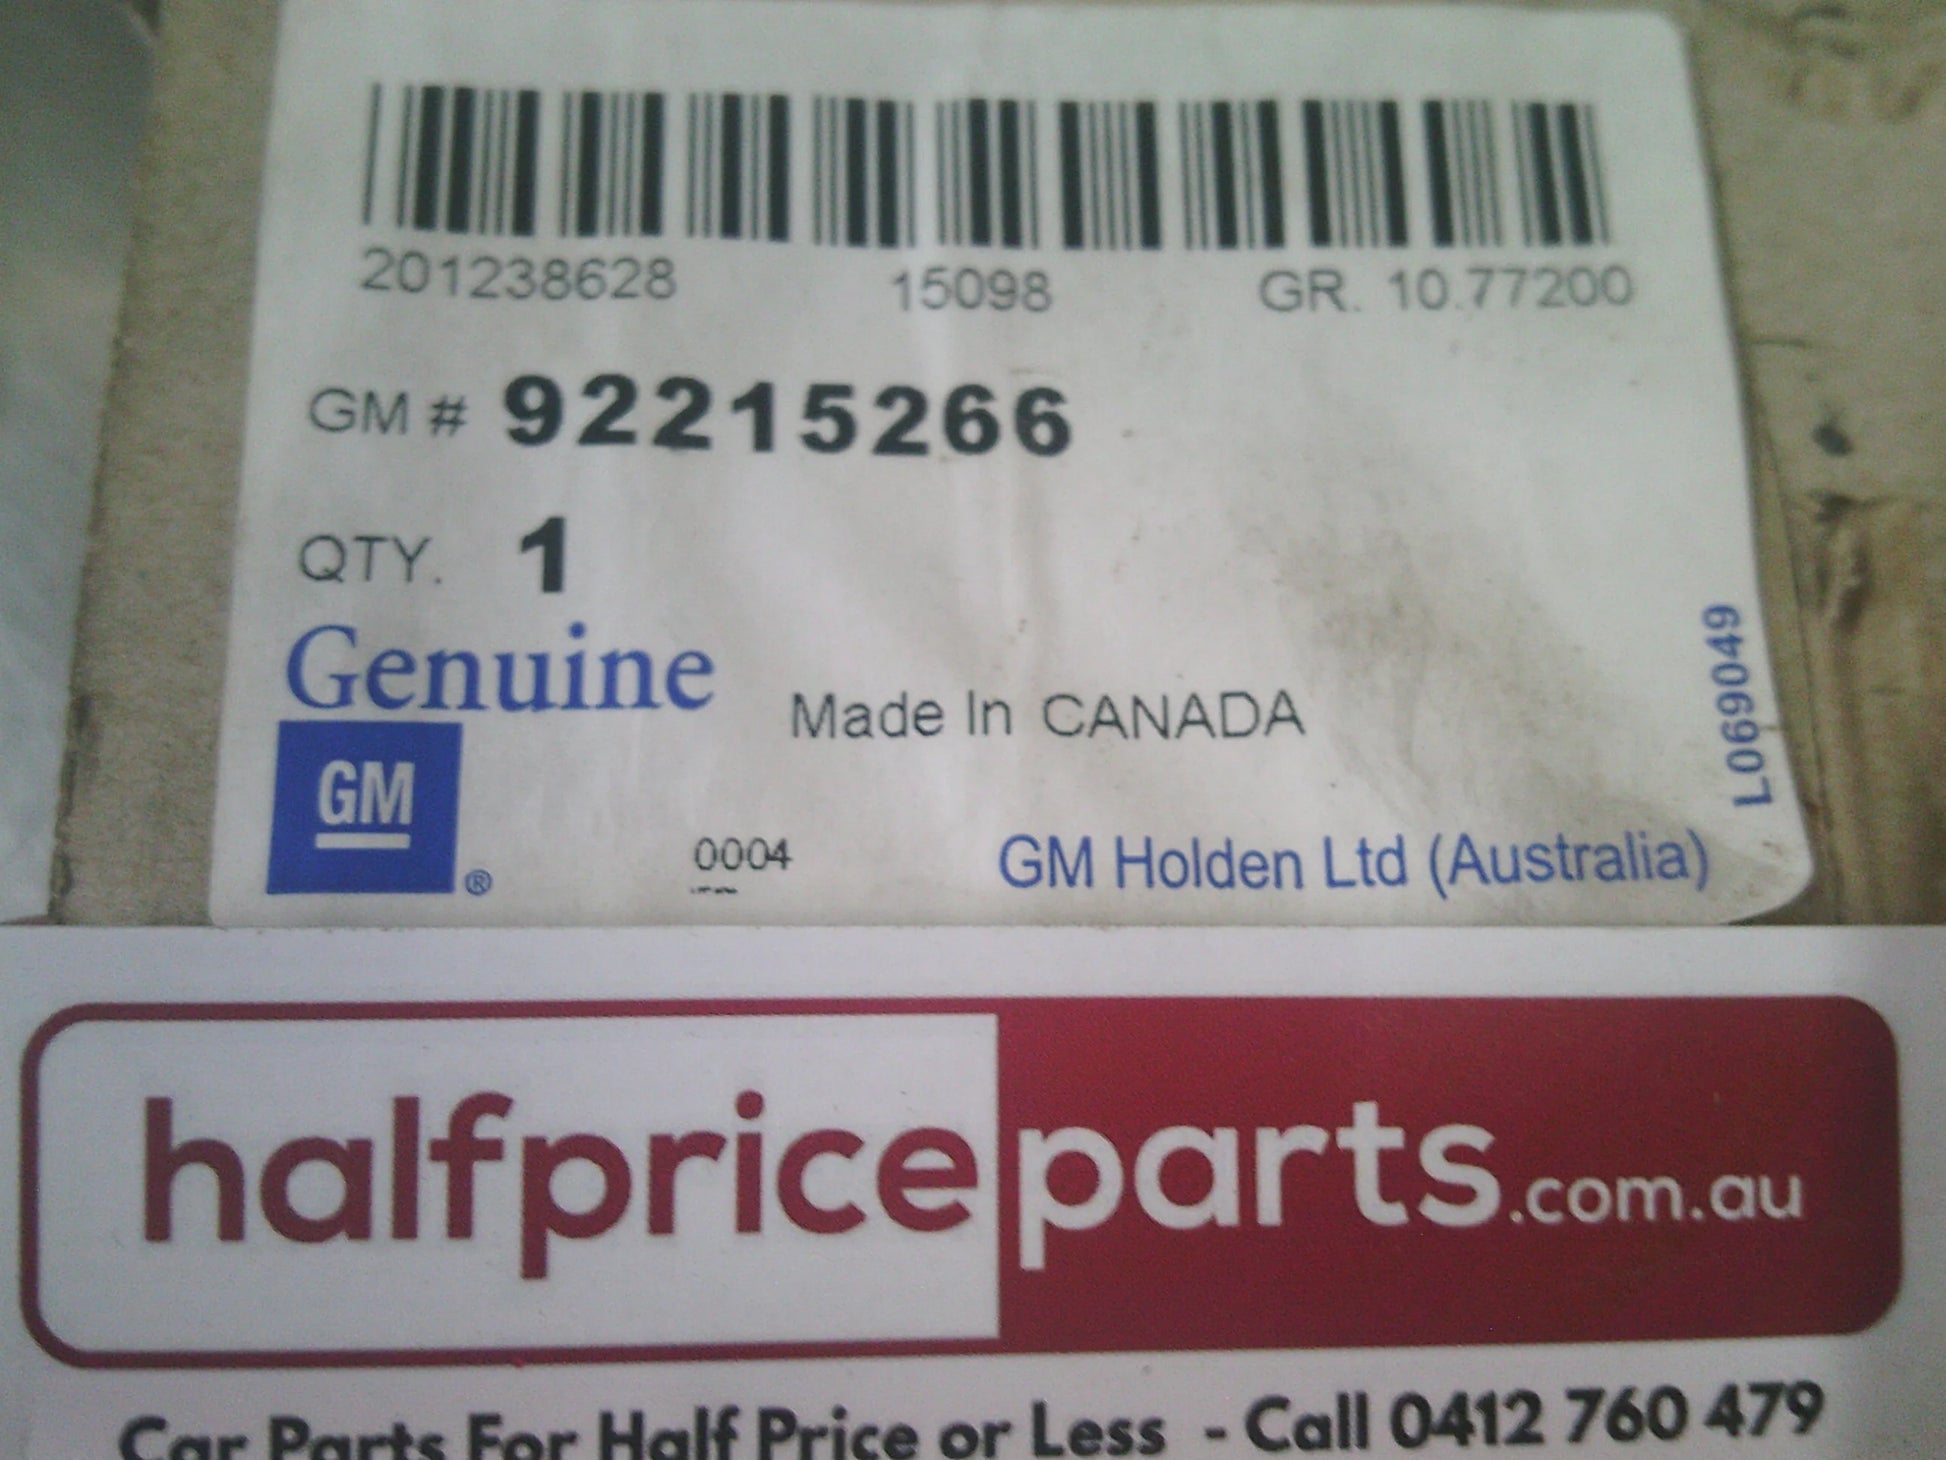 201238628 15098 GR. 10.77200
GM # 92215266
QTY. 1
Genuine
Made In CANADA
GM ®
0004
GM Holden Ltd (Australia)
L069049
halfpriceparts.com.au
Car Parts For Half Price or Less - Call 0412 760 479